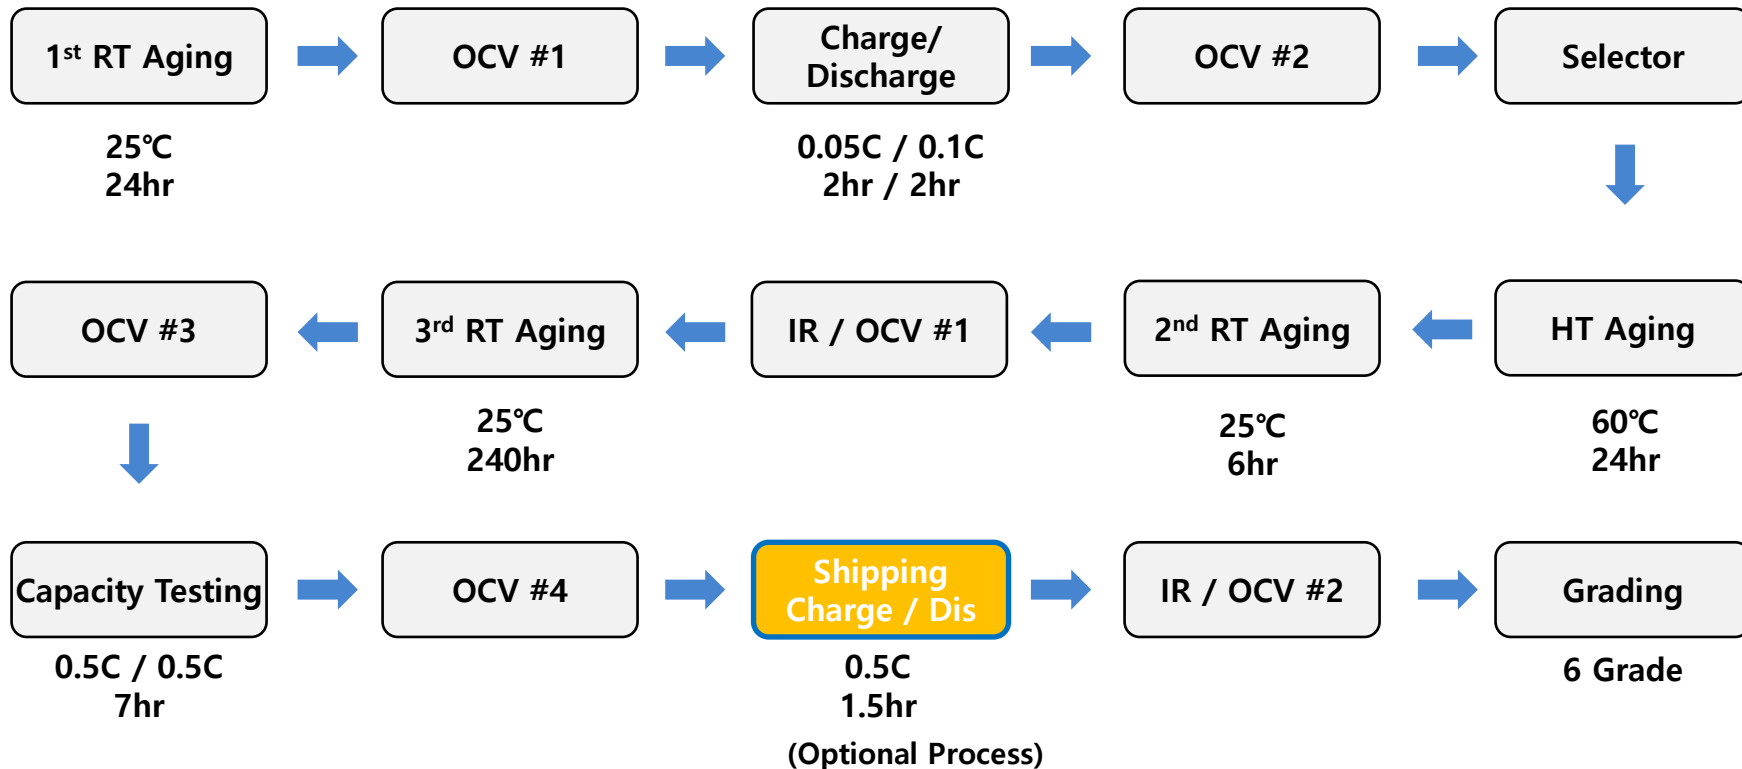 1st RT Aging
OCV #1
Charge/
Discharge
OCV #2
Selector
25℃
24hr
0.05C / 0.1C
2hr / 2hr
OCV #3
3rd RT Aging
IR / OCV #1
2nd RT Aging
HT Aging
25℃
240hr
25℃
6hr
60℃
24hr
Capacity Testing
OCV #4
Shipping
Charge / Dis
IR / OCV #2
Grading
0.5C / 0.5C
7hr
0.5C
1.5hr
(Optional Process)
6 Grade